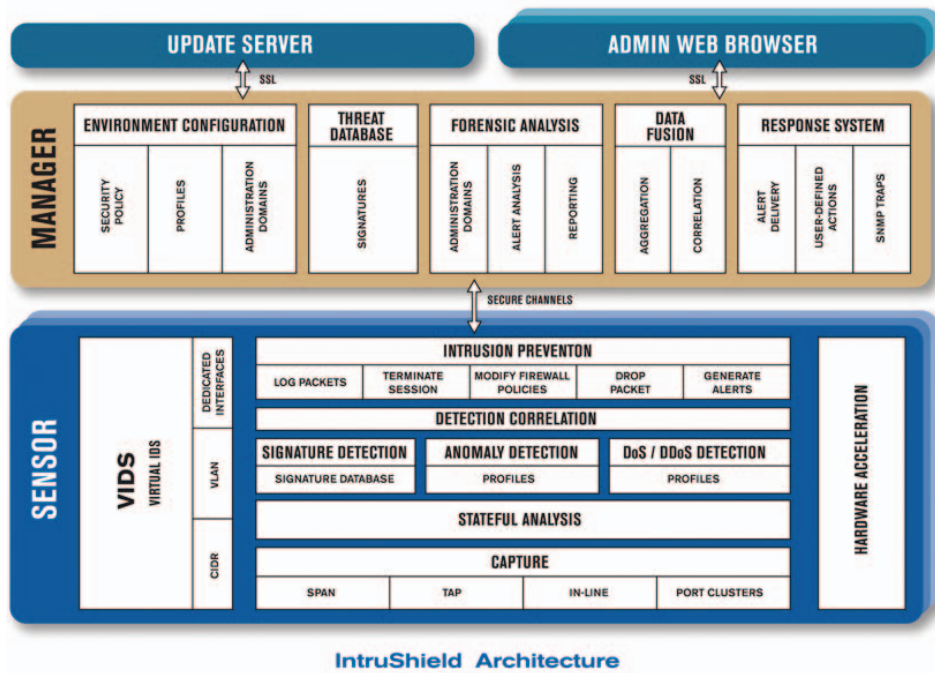 UPDATE SERVER
ADMIN WEB BROWSER
SSL
SSL
MANAGER
ENVIRONMENT CONFIGURATION
SECURITY
POLICY
PROFILES
ADMINISTRATION
DOMAINS
THREAT
DATABASE
SIGNATURES
FORENSIC ANALYSIS
ADMINISTRATION
DOMAINS
ALERT ANALYSIS
REPORTING
DATA
FUSION
AGGREGATION
CORRELATION
RESPONSE SYSTEM
ALERT
DELIVERY
USER-DEFINED
ACTIONS
SNMP TRAPS
SECURE CHANNELS
SENSOR
VIDS
VIRTUAL IDS
DEDICATED
INTERFACES
VLAN
CIDR
INTRUSION PREVENTON
LOG PACKETS
TERMINATE
SESSION
MODIFY FIREWALL
POLICIES
DROP
PACKET
GENERATE
ALERTS
DETECTION CORRELATION
SIGNATURE DETECTION
SIGNATURE DATABASE
ANOMALY DETECTION
PROFILES
DoS / DDoS DETECTION
PROFILES
STATEFUL ANALYSIS
CAPTURE
SPAN
TAP
IN-LINE
PORT CLUSTERS
HARDWARE ACCELERATION
IntruShield Architecture